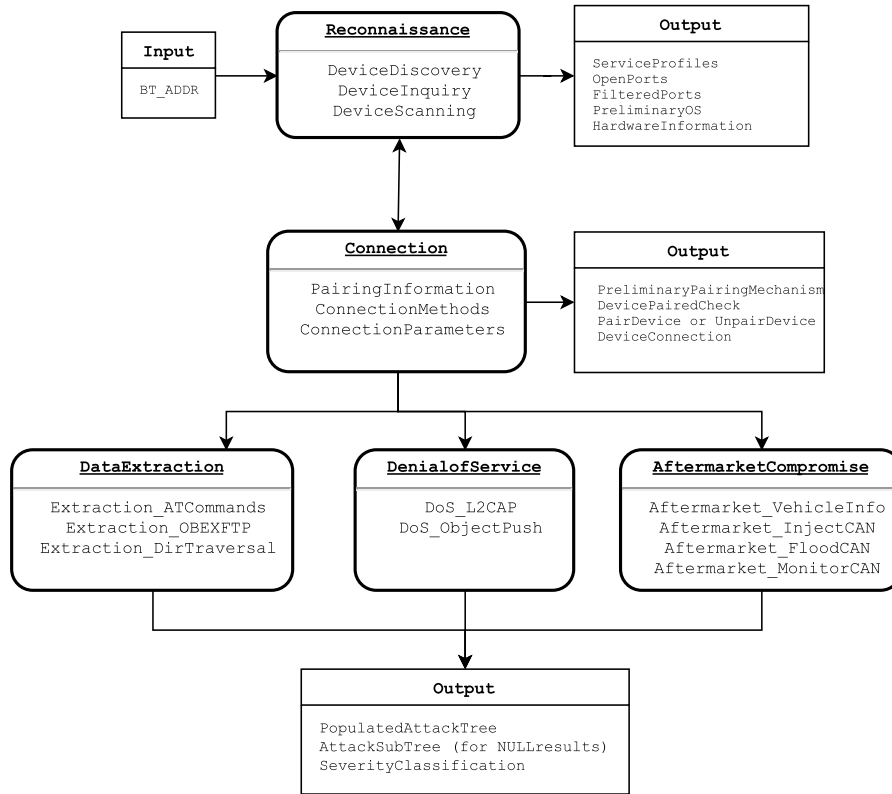 Input
BT_ADDR
Reconnaissance
DeviceDiscovery
DeviceInquiry
DeviceScanning
Output
ServiceProfiles
OpenPorts
FilteredPorts
PreliminaryOS
HardwareInformation
Connection
PairingInformation
ConnectionMethods
ConnectionParameters
Output
PreliminaryPairingMechanism
DevicePairedCheck
PairDevice or UnpairDevice
DeviceConnection
DataExtraction
Extraction_ATCommands
Extraction_OBEXFTP
Extraction_DirTraversal
DenialofService
DoS_L2CAP
DoS_ObjectPush
AftermarketCompromise
Aftermarket_VehicleInfo
Aftermarket_InjectCAN
Aftermarket_FloodCAN
Aftermarket_MonitorCAN
Output
PopulatedAttackTree
AttackSubTree (for NULLresults)
SeverityClassification